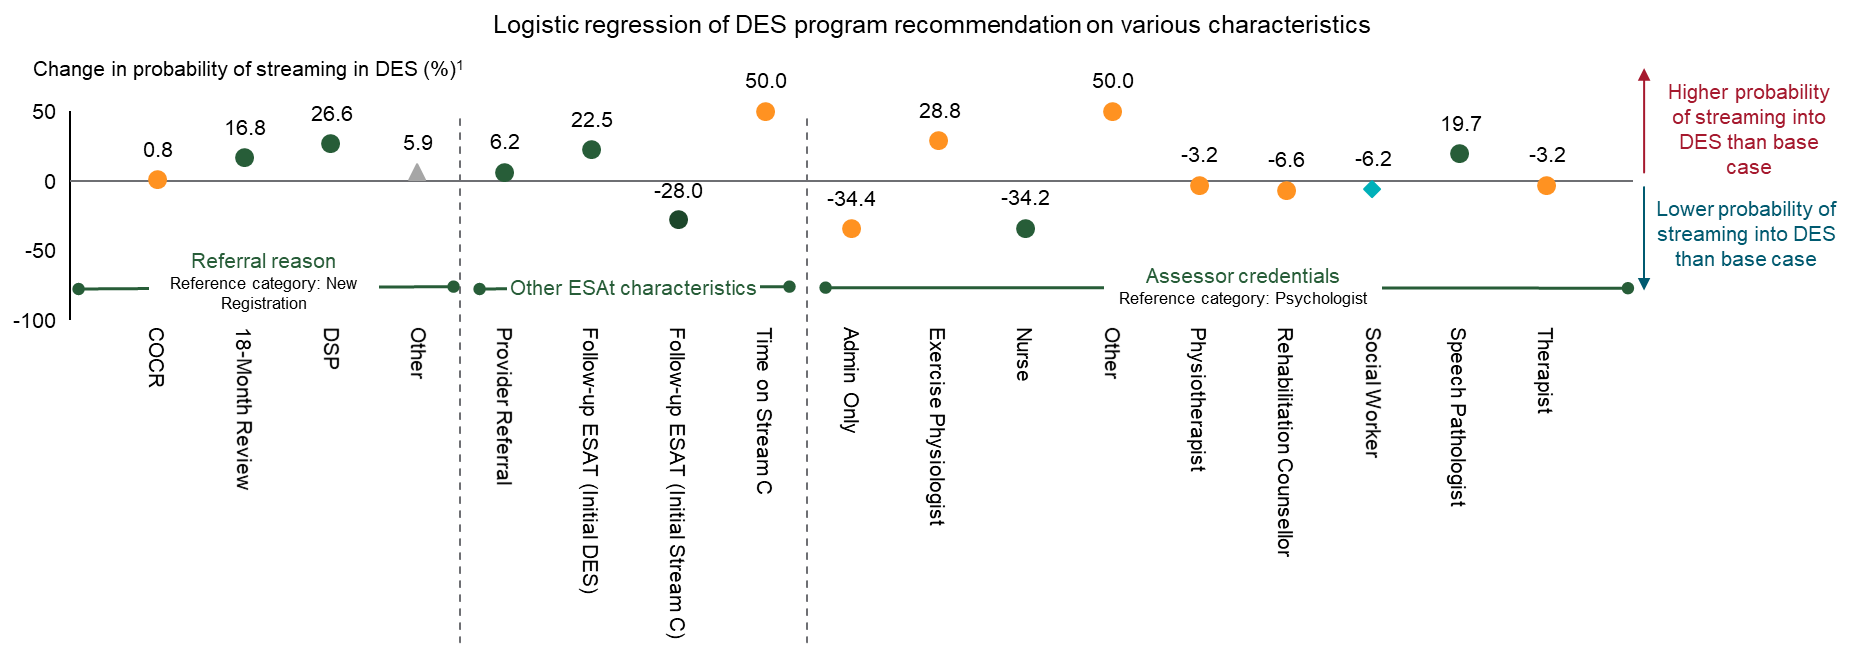 Logistic regression of DES program recommendation on various characteristics
Change in probability of streaming in DES (%)¹
50
0
-50
-100
0.8
16.8
26.6
5.9
6.2
22.5
-28.0
50.0
-34.4
28.8
-34.2
50.0
-3.2
-6.6
-6.2
19.7
-3.2
Higher probability
of streaming into
DES than base
case
Lower probability of
streaming into DES
than base case
Referral reason
Reference category: New
Registration
Other ESAt characteristics
Assessor credentials
Reference category: Psychologist
COCR
18-Month Review
DSP
Other
Provider Referral
Follow-up ESAT (Initial DES)
Follow-up ESAT (Initial Stream C)
Time on Stream C
Admin Only
Exercise Physiologist
Nurse
Other
Physiotherapist
Rehabilitation Counsellor
Social Worker
Speech Pathologist
Therapist